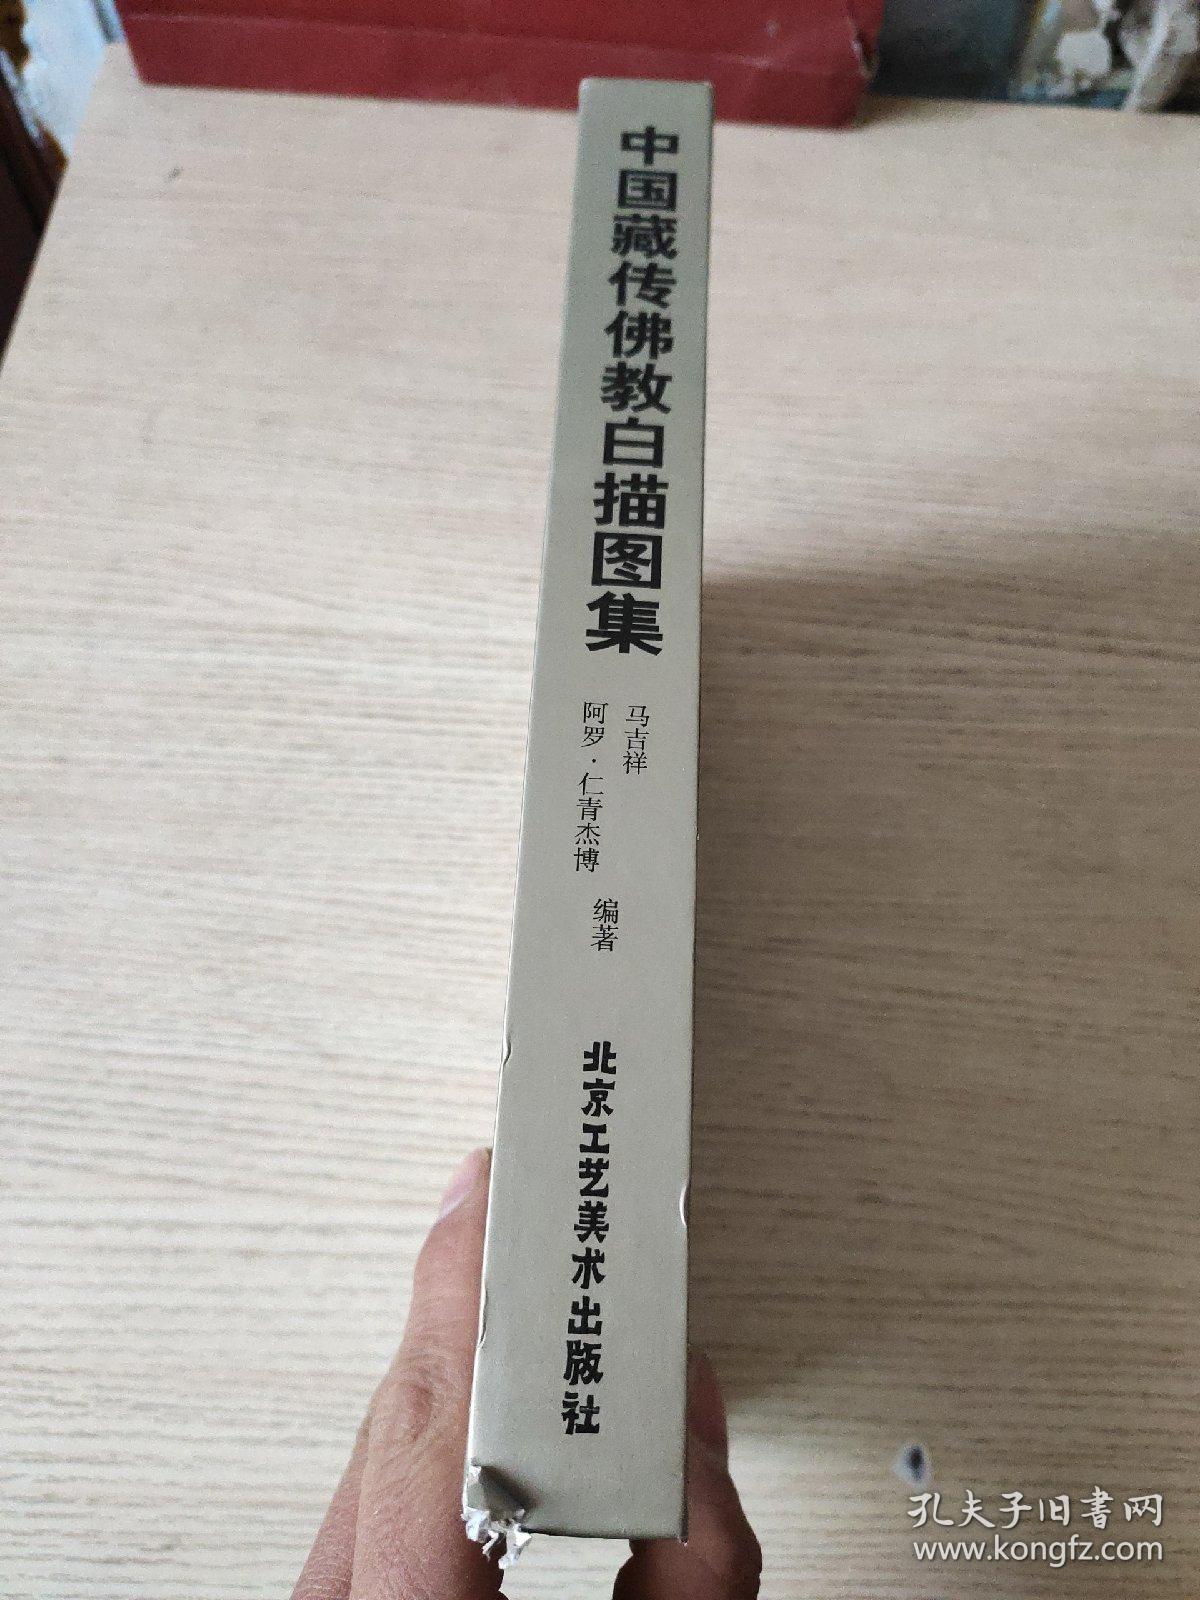 中国藏传佛教白描图集
马吉祥
阿罗·仁青杰博
编著
北京工艺美术出版社
孔夫子旧书网
www.kongfz.com